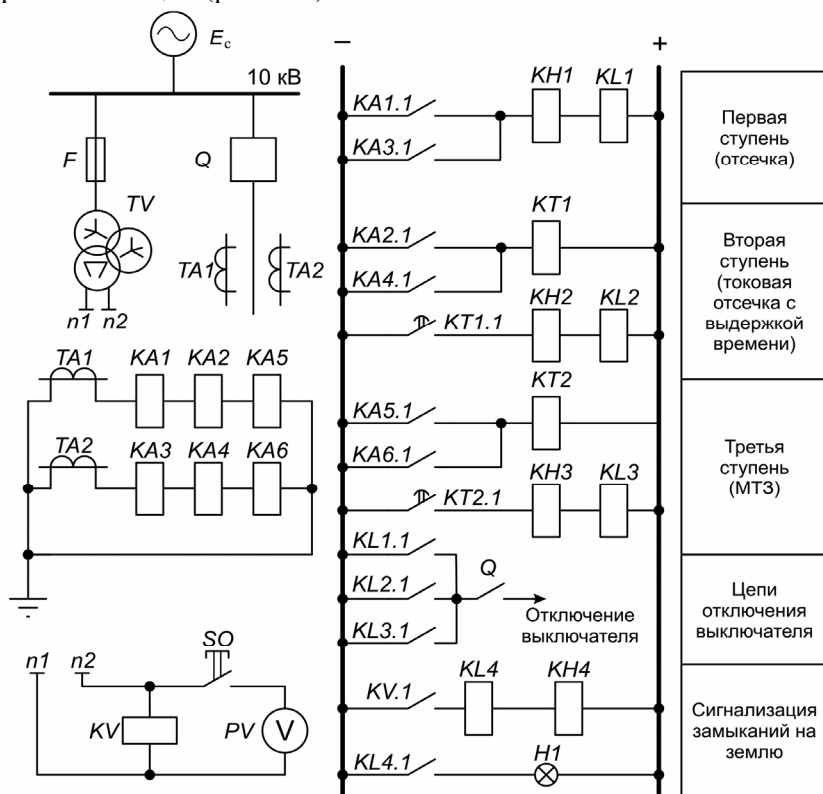 E с
10 кВ
F
Q
TV
TA1
TA2
n1
n2
TA1
KA1
KA2
KA5
TA2
KA3
KA4
KA6
n1
n2
SO
KV
PV
V
–
+
KA1.1
KH1
KL1
KA3.1
Первая
ступень
(отсечка)
KA2.1
KT1
KA4.1
KT1.1
KH2
KL2
Вторая
ступень
(токовая
отсечка с
выдержкой
времени)
KA5.1
KT2
KA6.1
KT2.1
KH3
KL3
Третья
ступень
(МТЗ)
KL1.1
KL2.1
Q
KL3.1
Отключение
выключателя
Цепи
отключения
выключателя
KV.1
KL4
KH4
KL4.1
H1
Сигнализация
замыканий на
землю